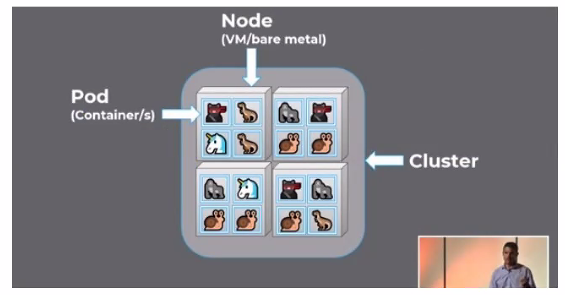 Node
(VM/bare metal)
Pod
(Container/s)
Cluster